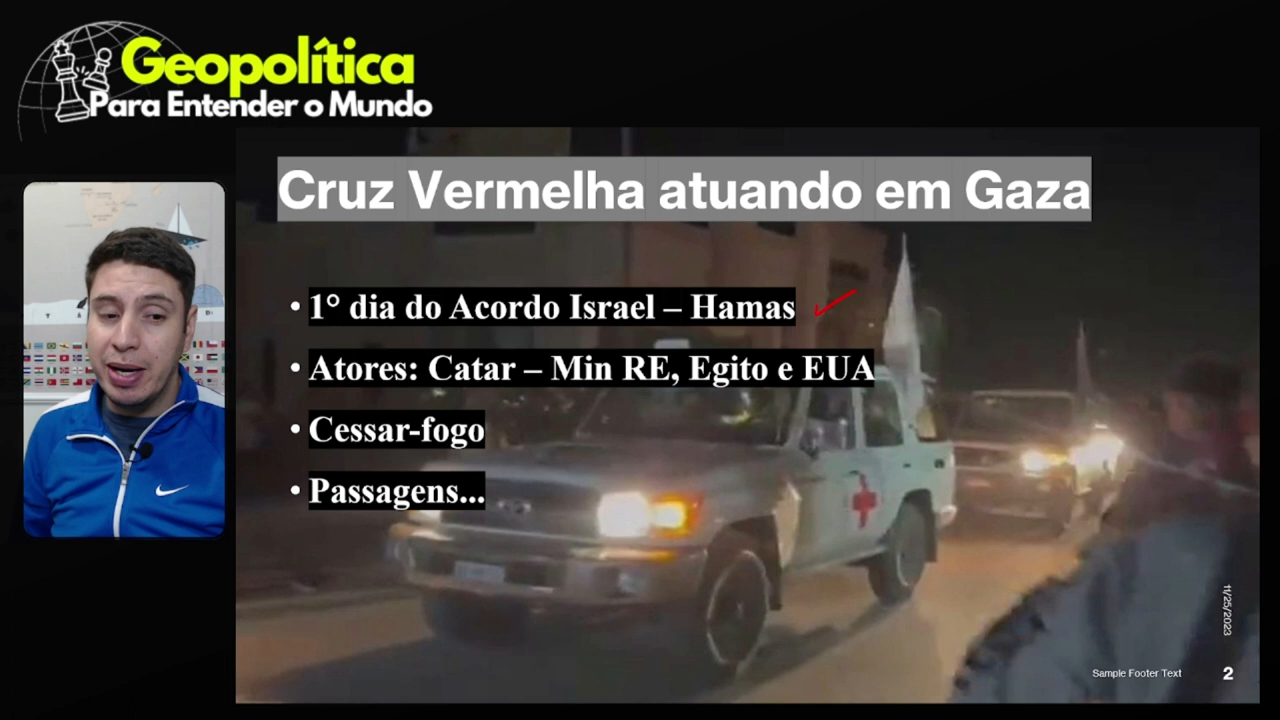 Geopolítica
Para Entender o Mundo
Cruz Vermelha atuando em Gaza
• 1° dia do Acordo Israel – Hamas
• Atores: Catar – Min RE, Egito e EUA
• Cessar-fogo
• Passagens...
11/25/2023
Sample Footer Text
2